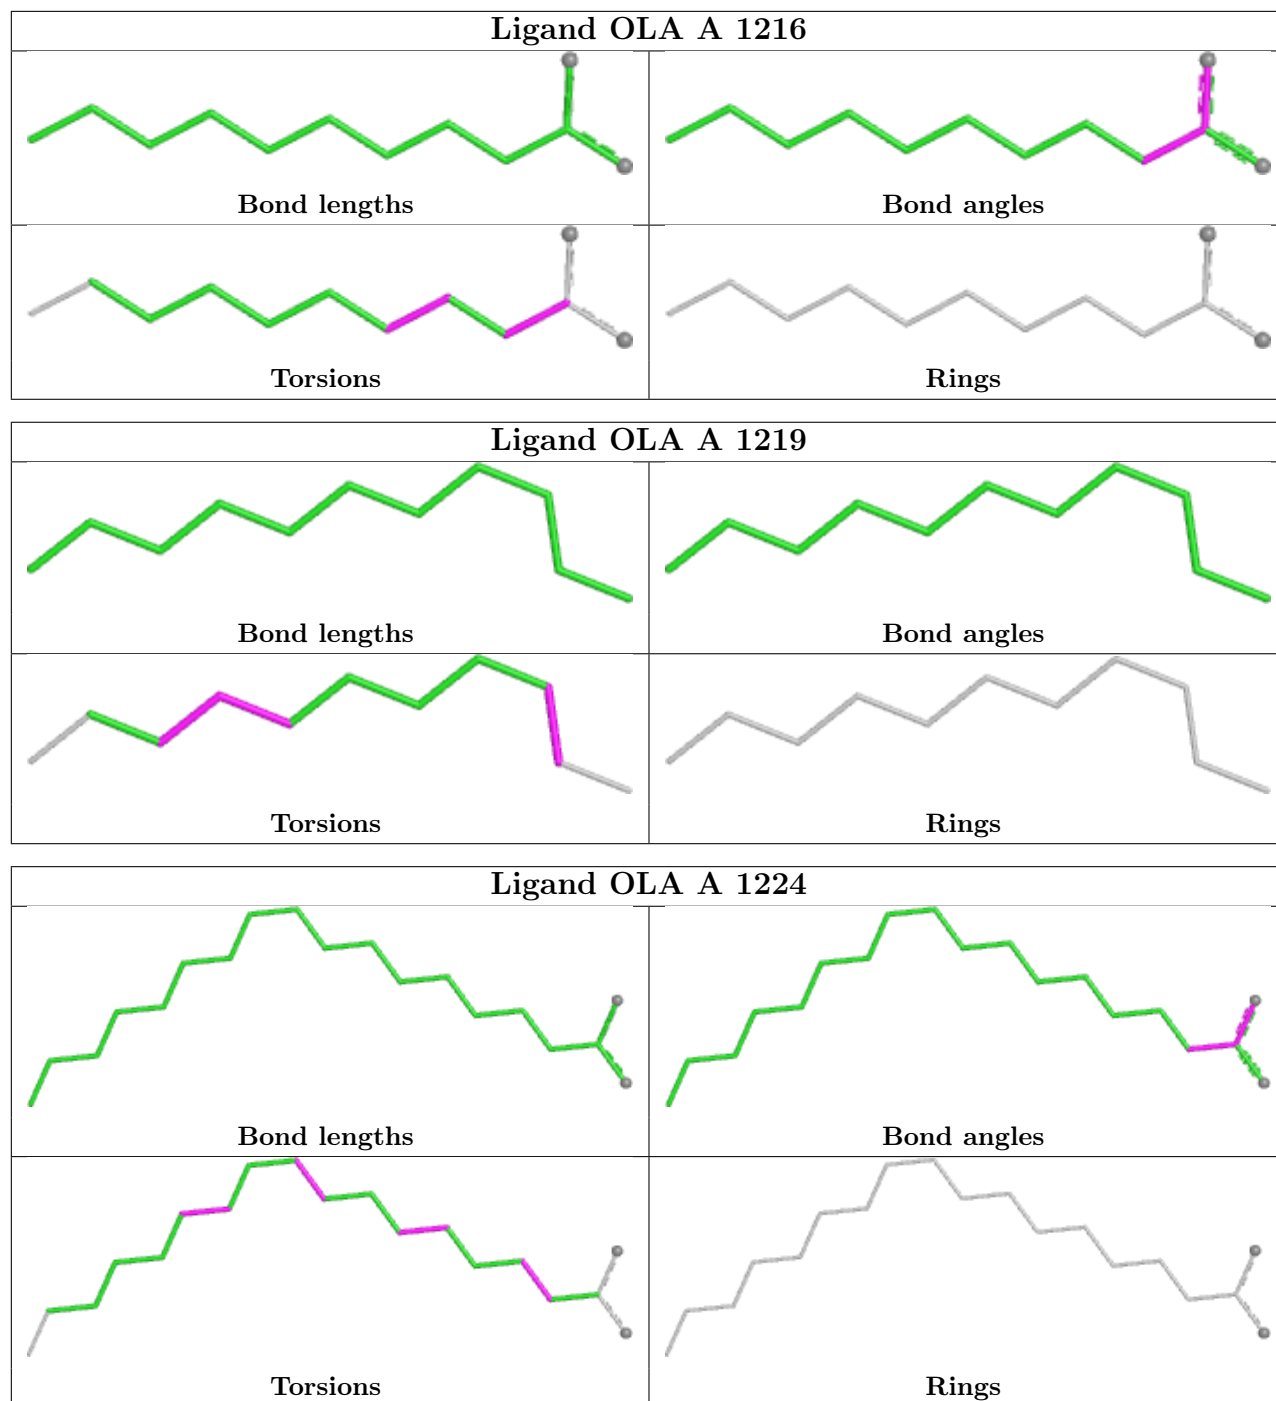 Ligand OLA A 1216
Bond lengths
Bond angles
Torsions
Rings
Ligand OLA A 1219
Bond lengths
Bond angles
Torsions
Rings
Ligand OLA A 1224
Bond lengths
Bond angles
Torsions
Rings